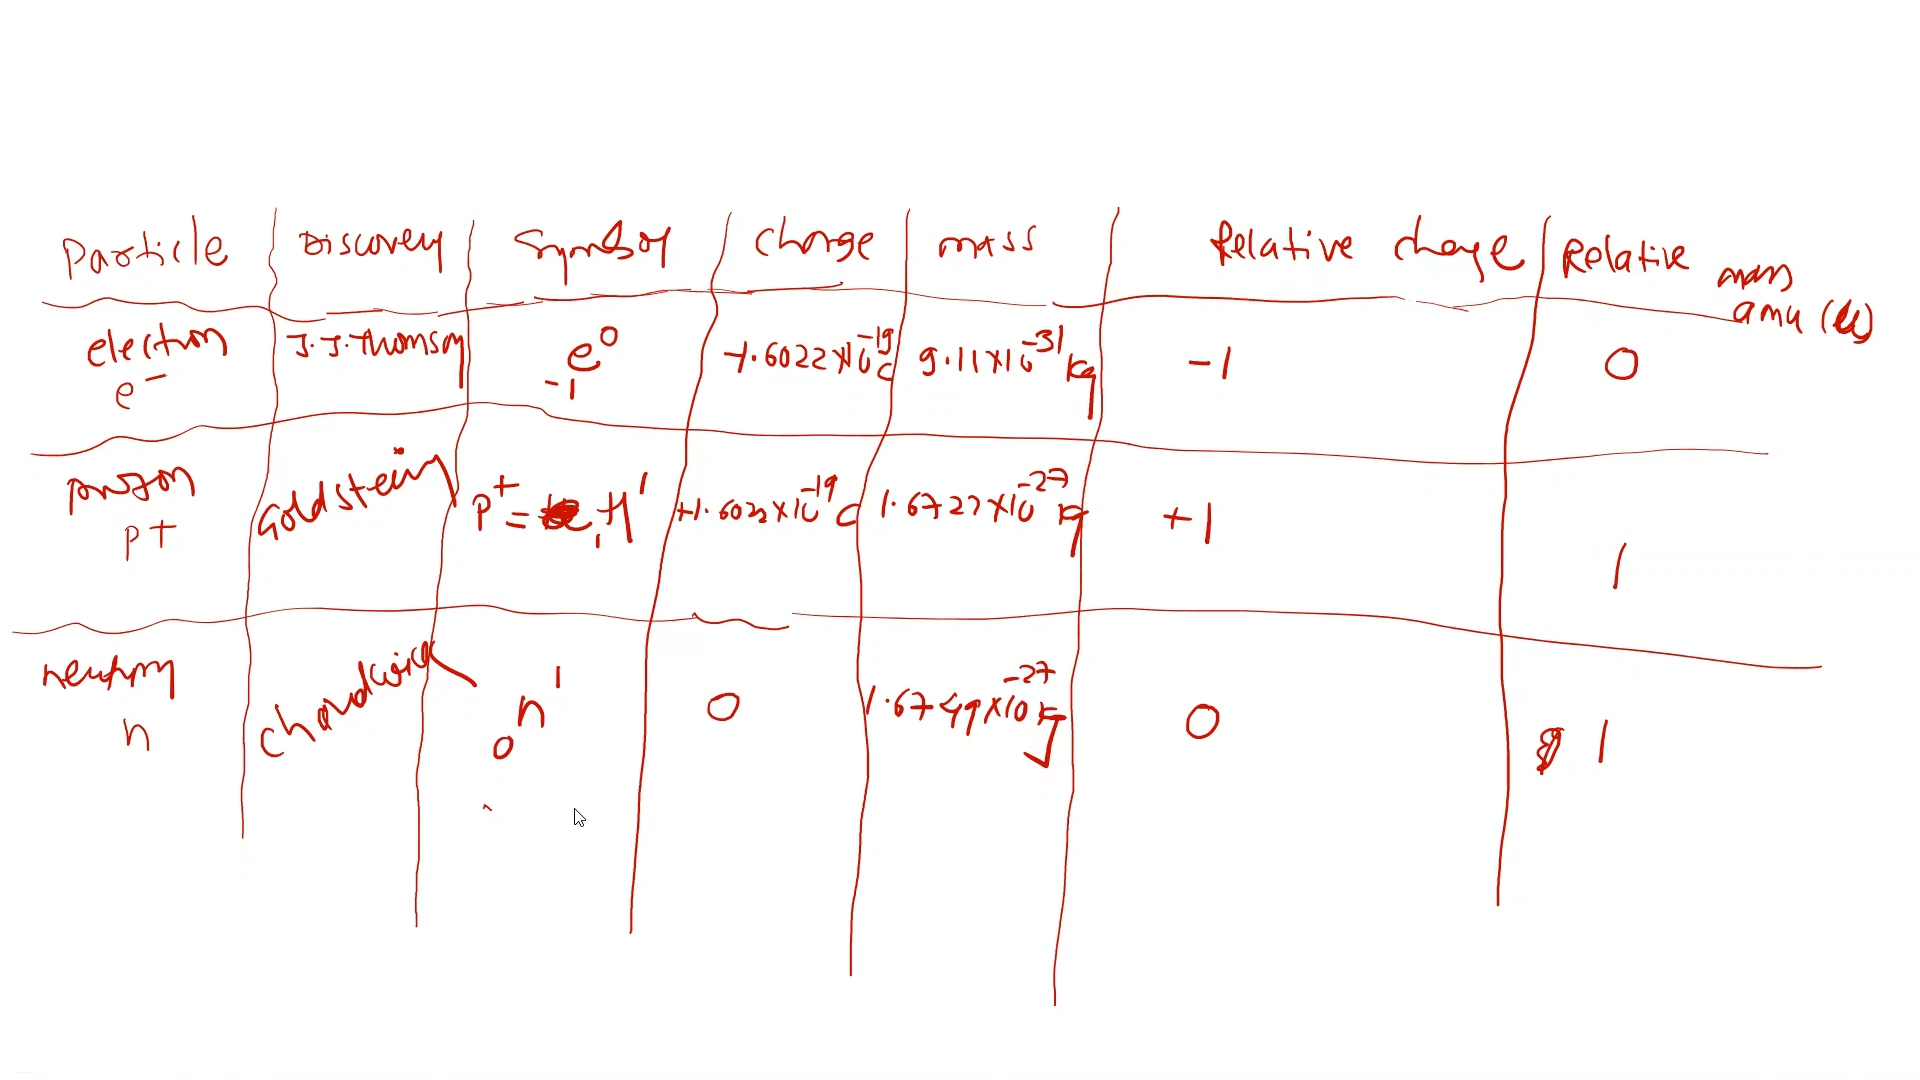 Particle Discovery Symbol Charge mass Relative charge Relative mass amu (u)
electron J.J.Thomson -1e⁰ -1.6022×10⁻¹⁹C 9.11×10⁻³¹kg -1 0
e⁻
proton Goldstein p⁺ = ₁H¹ +1.6022×10⁻¹⁹C 1.6727×10⁻²⁷kg +1 1
p+
neutron Chardwick ₀n¹ 0 1.6749×10⁻²⁷kg 0 1
n